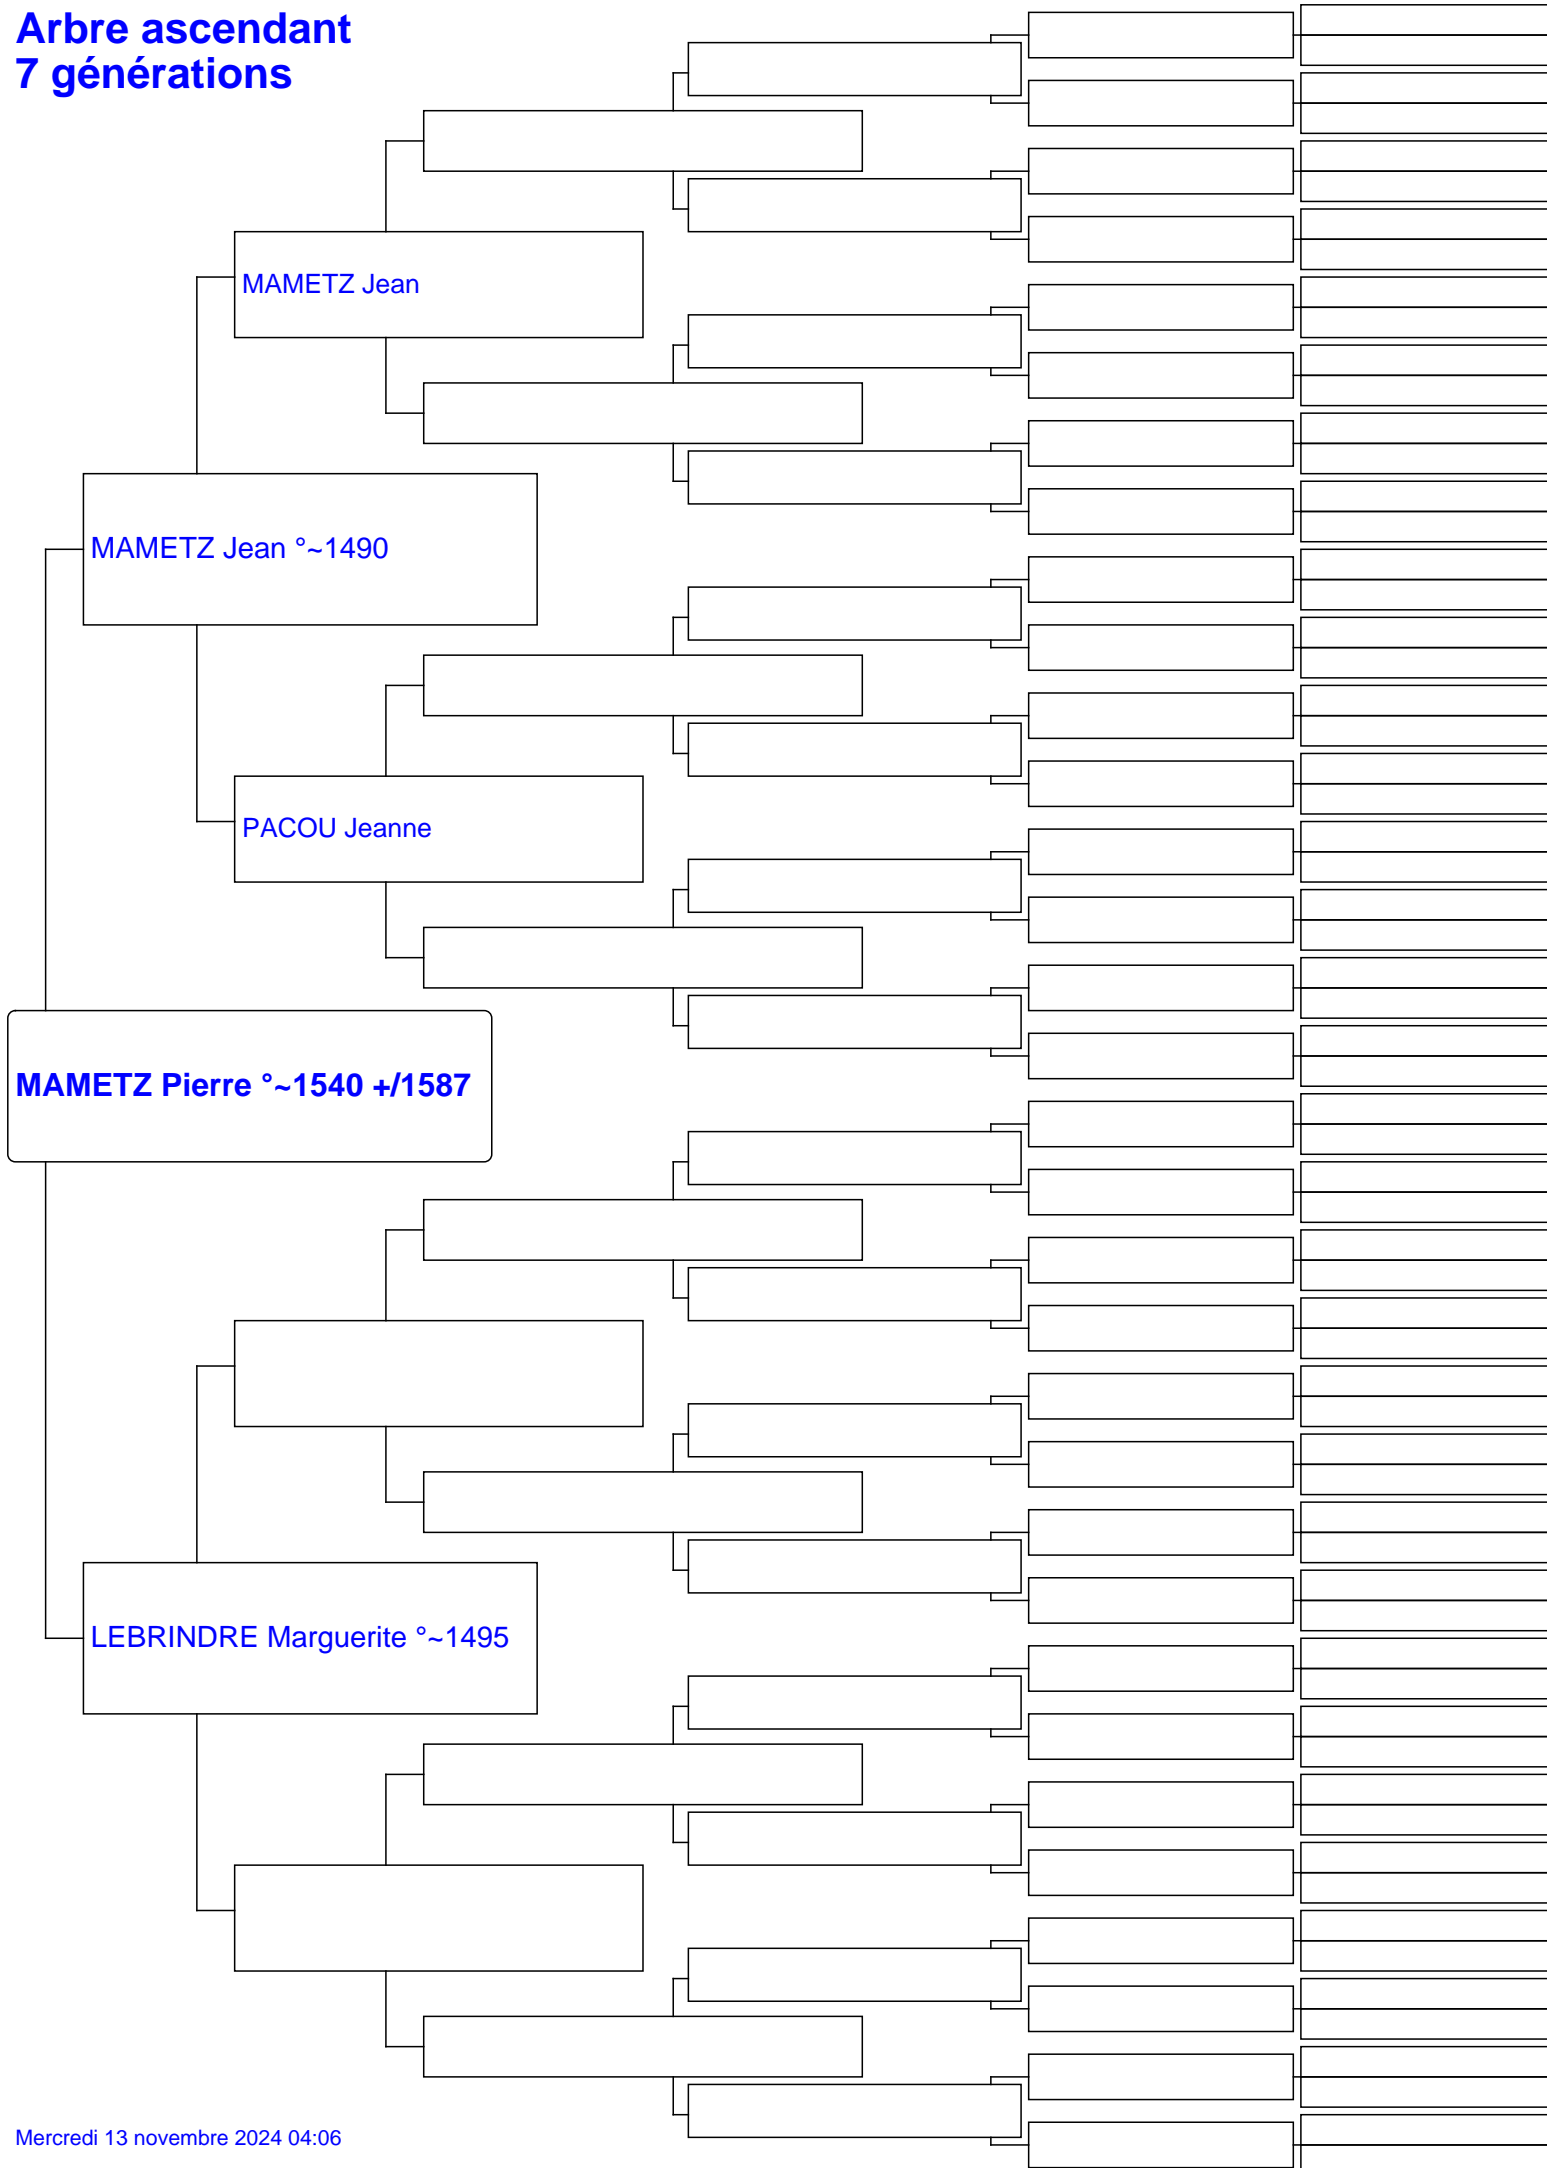 Arbre ascendant
7 générations
MAMETZ Jean
MAMETZ Jean °~1490
PACOU Jeanne
MAMETZ Pierre °~1540 +/1587
LEBRINDRE Marguerite °~1495
Mercredi 13 novembre 2024 04:06